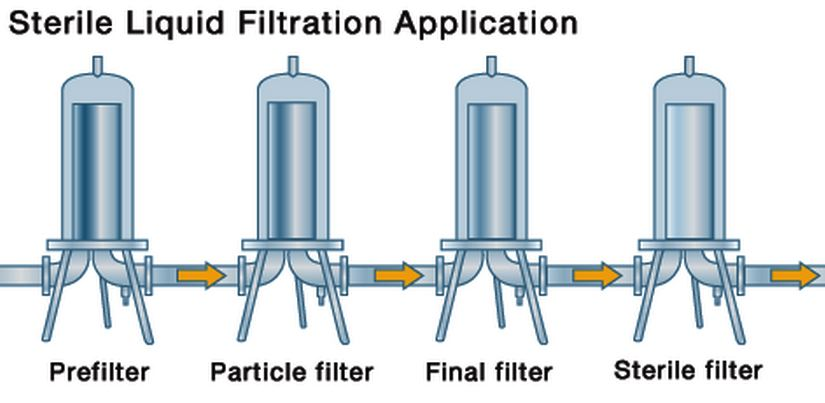 Sterile Liquid Filtration Application
Prefilter
Particle filter
Final filter
Sterile filter